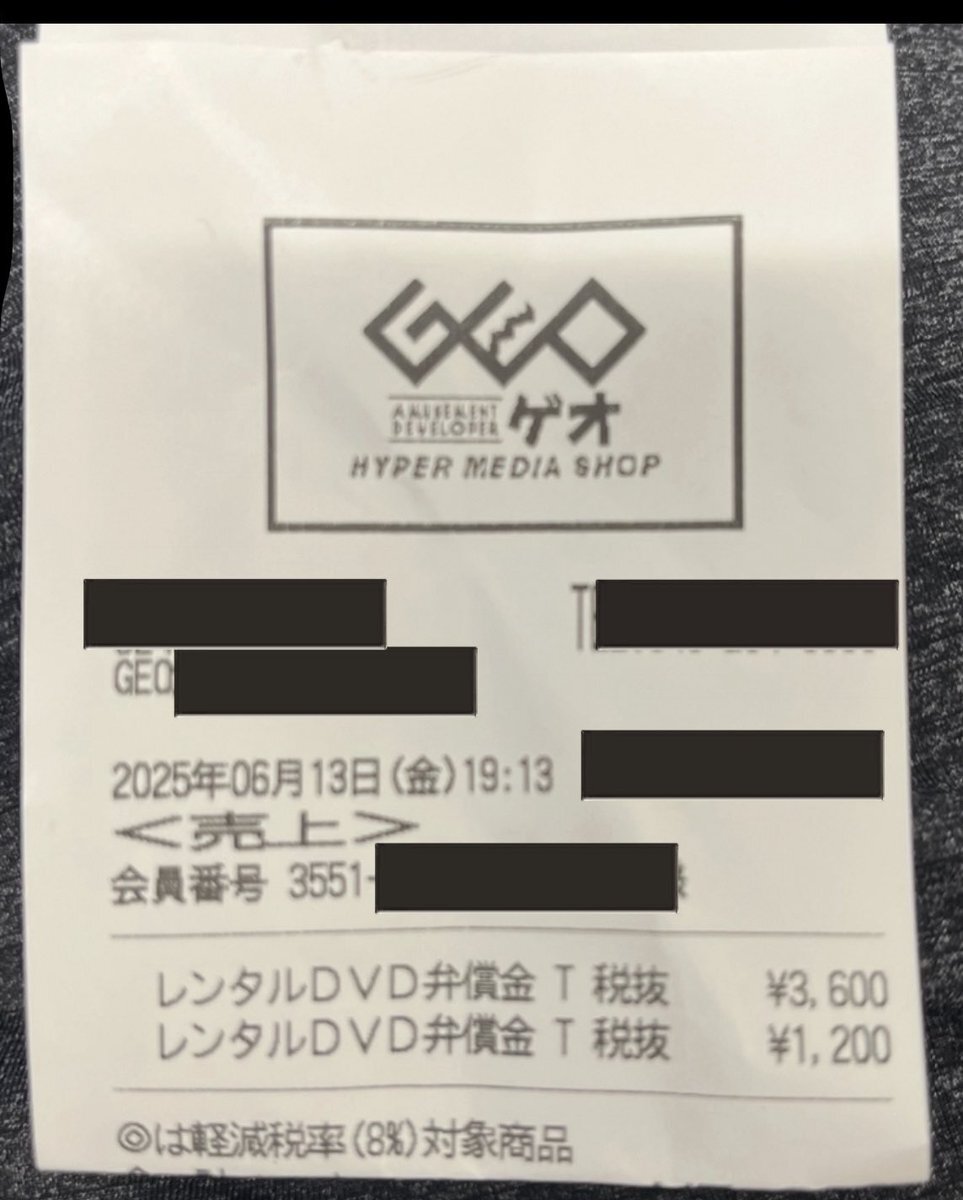 GEO
AMUSEMENT
DEVELOPER ゲオ
HYPER MEDIA SHOP
GEO
2025年06月13日(金)19:13
<売上>
会員番号 3551-
レンタルDVD弁償金 T 税抜 ¥3,600
レンタルDVD弁償金 T 税抜 ¥1,200
◎は軽減税率(8%)対象商品